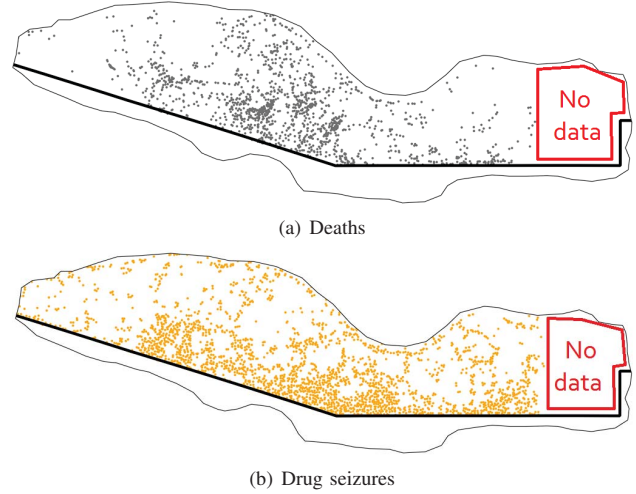 No
data
(a) Deaths
No
data
(b) Drug seizures